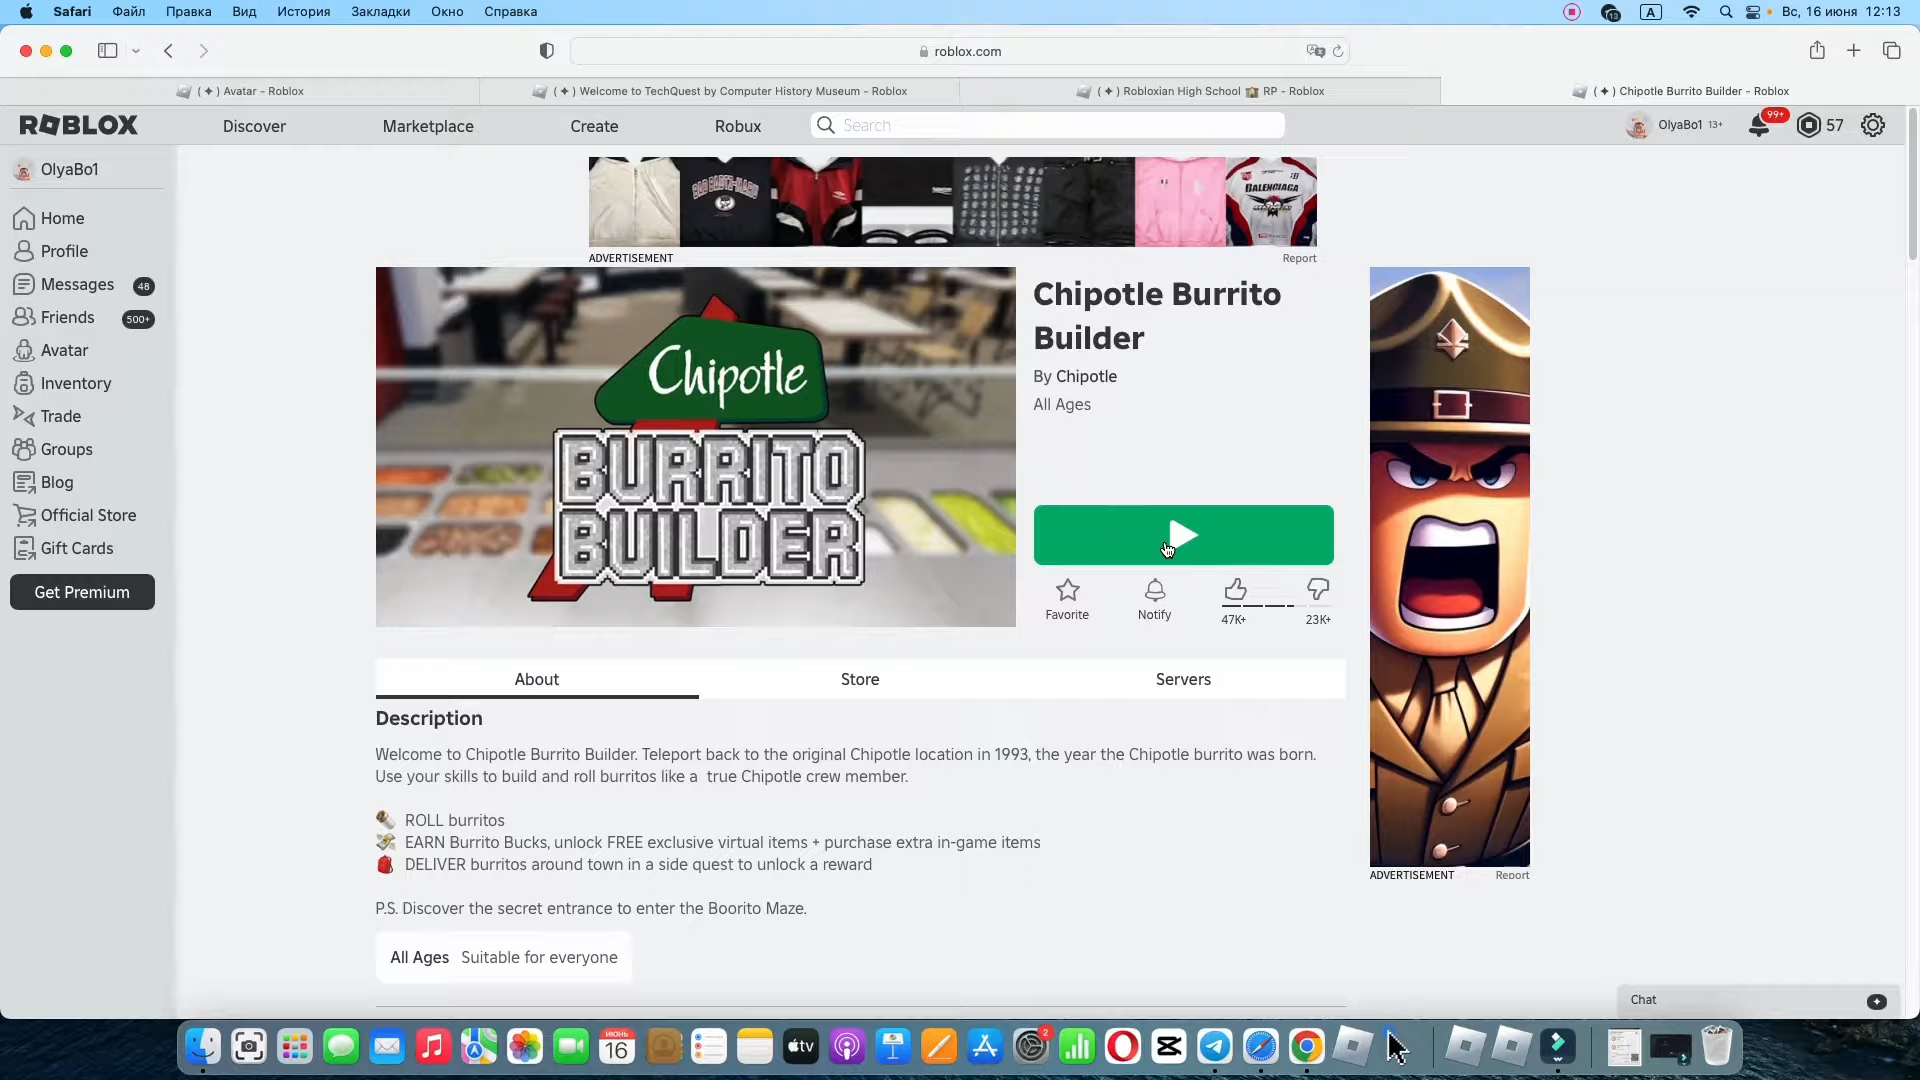 Safari Файл Правка Вид История Закладки Окно Справка
13 A Вс, 16 июня 12:13
roblox.com
(✦) Avatar - Roblox
(✦) Welcome to TechQuest by Computer History Museum - Roblox
(✦) Robloxian High School 🏫 RP - Roblox
(✦) Chipotle Burrito Builder - Roblox
ROBLOX Discover Marketplace Create Robux Search OlyaBo1 13+ 99+ 57
OlyaBo1
Home
Profile
Messages 48
Friends 500+
Avatar
Inventory
Trade
Groups
Blog
Official Store
Gift Cards
Get Premium
BALENCIAGA
ADVERTISEMENT Report
Chipotle
BURRITO
BUILDER
Chipotle Burrito
Builder
By Chipotle
All Ages
Favorite Notify 47K+ 23K+
About Store Servers
Description
Welcome to Chipotle Burrito Builder. Teleport back to the original Chipotle location in 1993, the year the Chipotle burrito was born.
Use your skills to build and roll burritos like a true Chipotle crew member.
🌯 ROLL burritos
💸 EARN Burrito Bucks, unlock FREE exclusive virtual items + purchase extra in-game items
🎒 DELIVER burritos around town in a side quest to unlock a reward
P.S. Discover the secret entrance to enter the Boorito Maze.
All Ages Suitable for everyone
ADVERTISEMENT Report
Chat
ИЮНЬ
16
tv
2